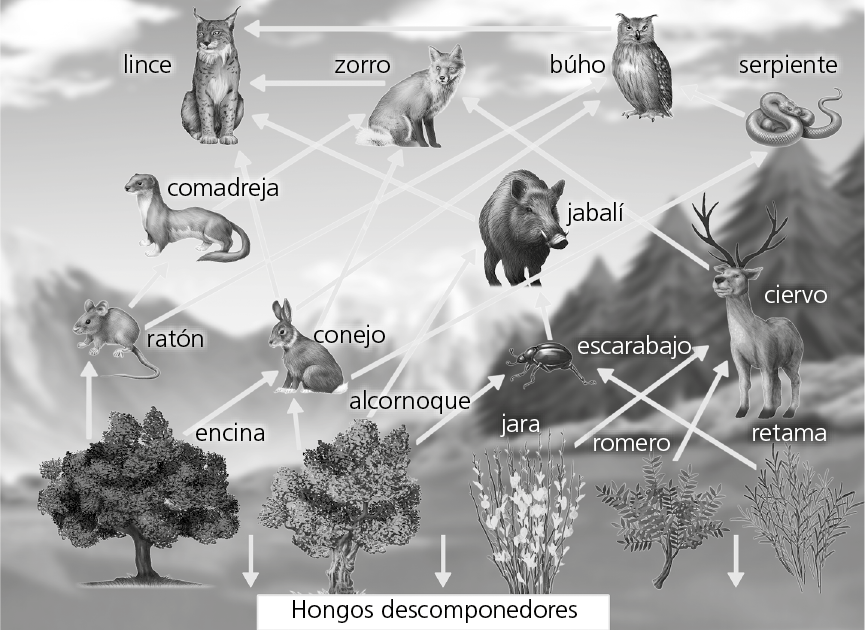 lince
zorro
búho
serpiente
comadreja
jabalí
ciervo
ratón
conejo
escarabajo
alcornoque
encina
jara
romero
retama
Hongos descomponedores